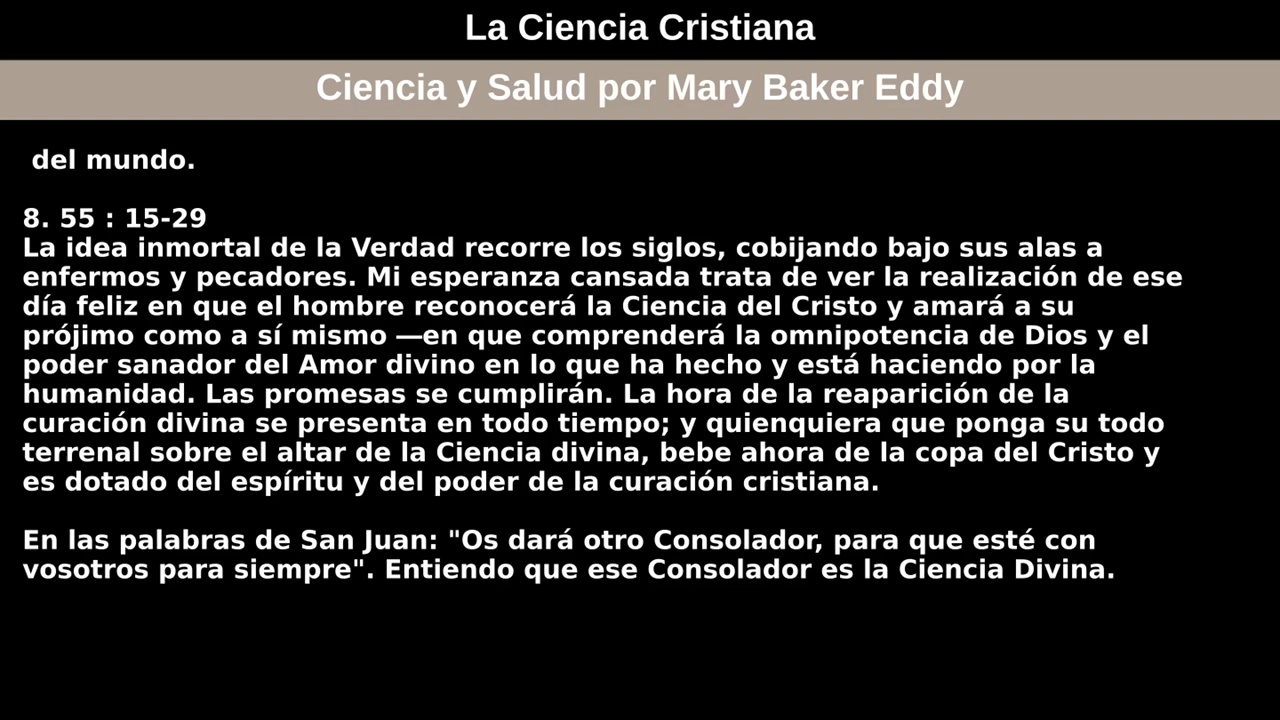 La Ciencia Cristiana
Ciencia y Salud por Mary Baker Eddy
del mundo.
8. 55 : 15-29
La idea inmortal de la Verdad recorre los siglos, cobijando bajo sus alas a
enfermos y pecadores. Mi esperanza cansada trata de ver la realización de ese
día feliz en que el hombre reconocerá la Ciencia del Cristo y amará a su
prójimo como a sí mismo —en que comprenderá la omnipotencia de Dios y el
poder sanador del Amor divino en lo que ha hecho y está haciendo por la
humanidad. Las promesas se cumplirán. La hora de la reaparición de la
curación divina se presenta en todo tiempo; y quienquiera que ponga su todo
terrenal sobre el altar de la Ciencia divina, bebe ahora de la copa del Cristo y
es dotado del espíritu y del poder de la curación cristiana.
En las palabras de San Juan: "Os dará otro Consolador, para que esté con
vosotros para siempre". Entiendo que ese Consolador es la Ciencia Divina.